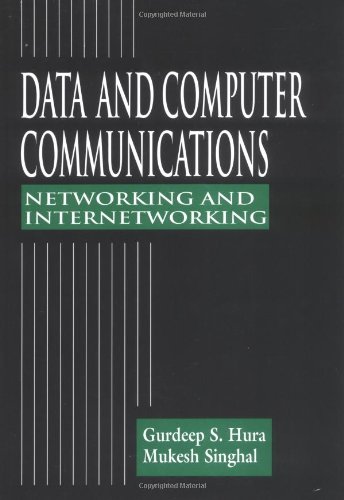 DATA AND COMPUTER
COMMUNICATIONS
NETWORKING AND
INTERNETWORKING
Gurdeep S. Hura
Mukesh Singhal